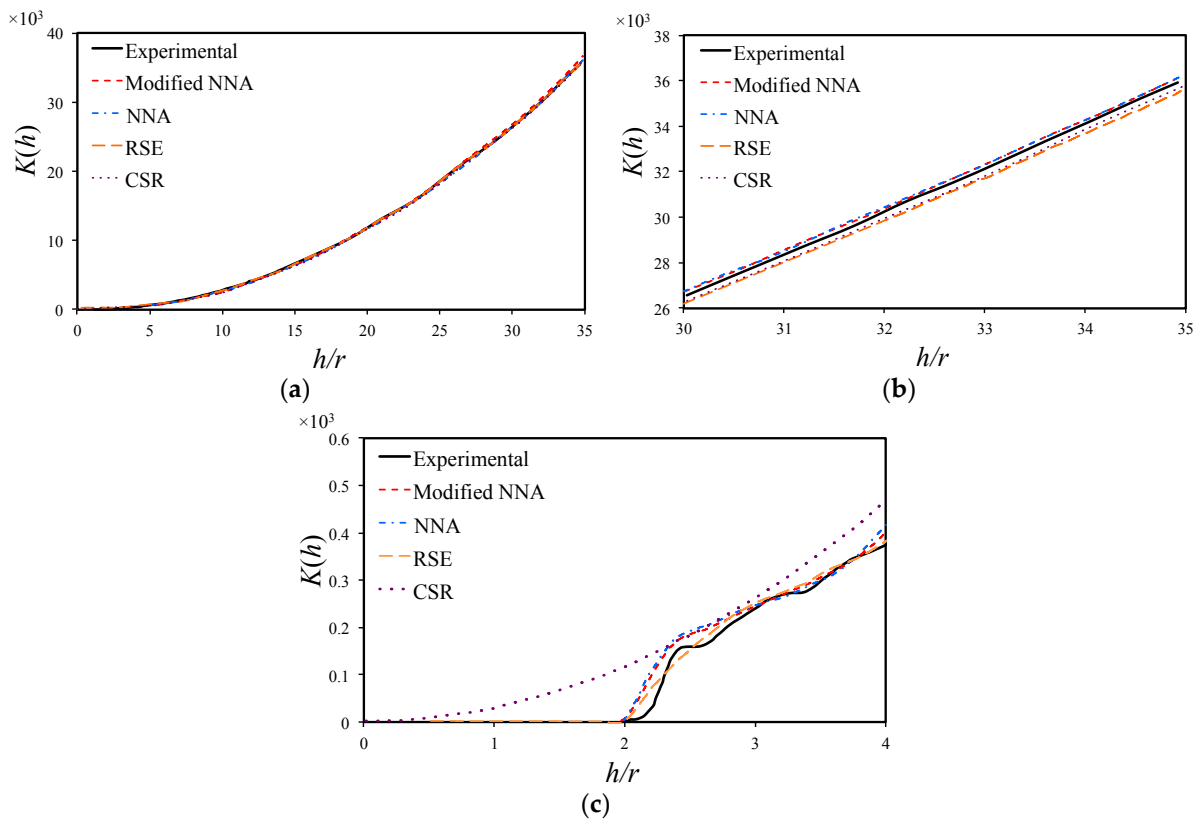 ×10³
40
30
20
10
0
K(h)
Experimental
Modified NNA
NNA
RSE
CSR
0 5 10 15 20 25 30 35
h/r
(a)
×10³
38
36
34
32
30
28
26
K(h)
Experimental
Modified NNA
NNA
RSE
CSR
30 31 32 33 34 35
h/r
(b)
×10³
0.6
0.5
0.4
0.3
0.2
0.1
0
K(h)
Experimental
Modified NNA
NNA
RSE
CSR
0 1 2 3 4
h/r
(c)